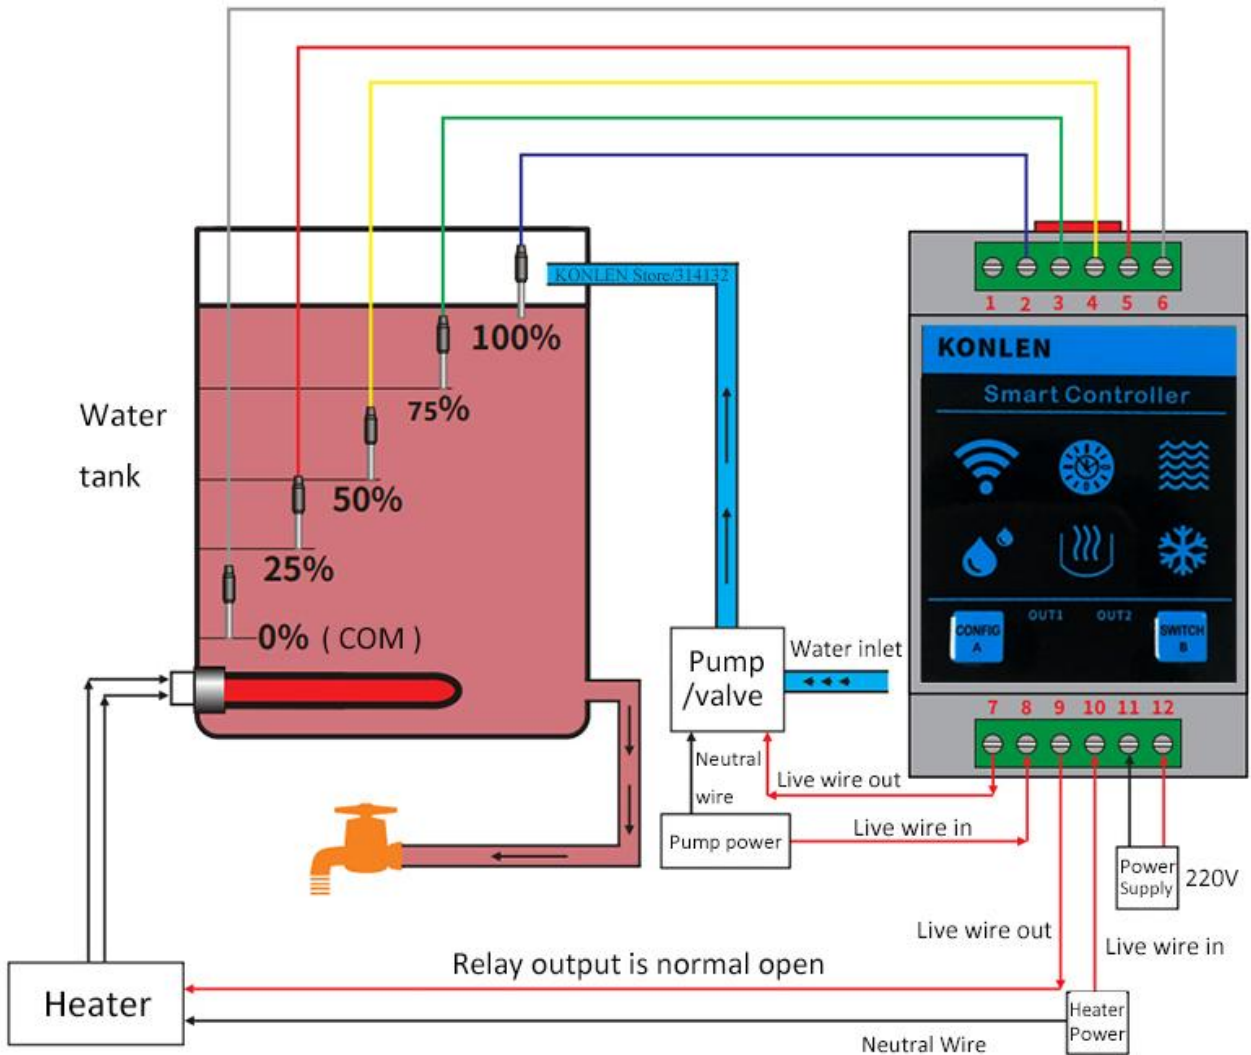 KONLEN Store/314132
1 2 3 4 5 6
KONLEN
Smart Controller
100%
75%
Water
tank
50%
25%
0% ( COM )
OUT1 OUT2
CONFIG
A
SWITCH
B
Pump
/valve
Water inlet
7 8 9 10 11 12
Neutral
wire
Live wire out
Pump power
Live wire in
Power
Supply
220V
Live wire out
Live wire in
Relay output is normal open
Heater
Heater
Power
Neutral Wire